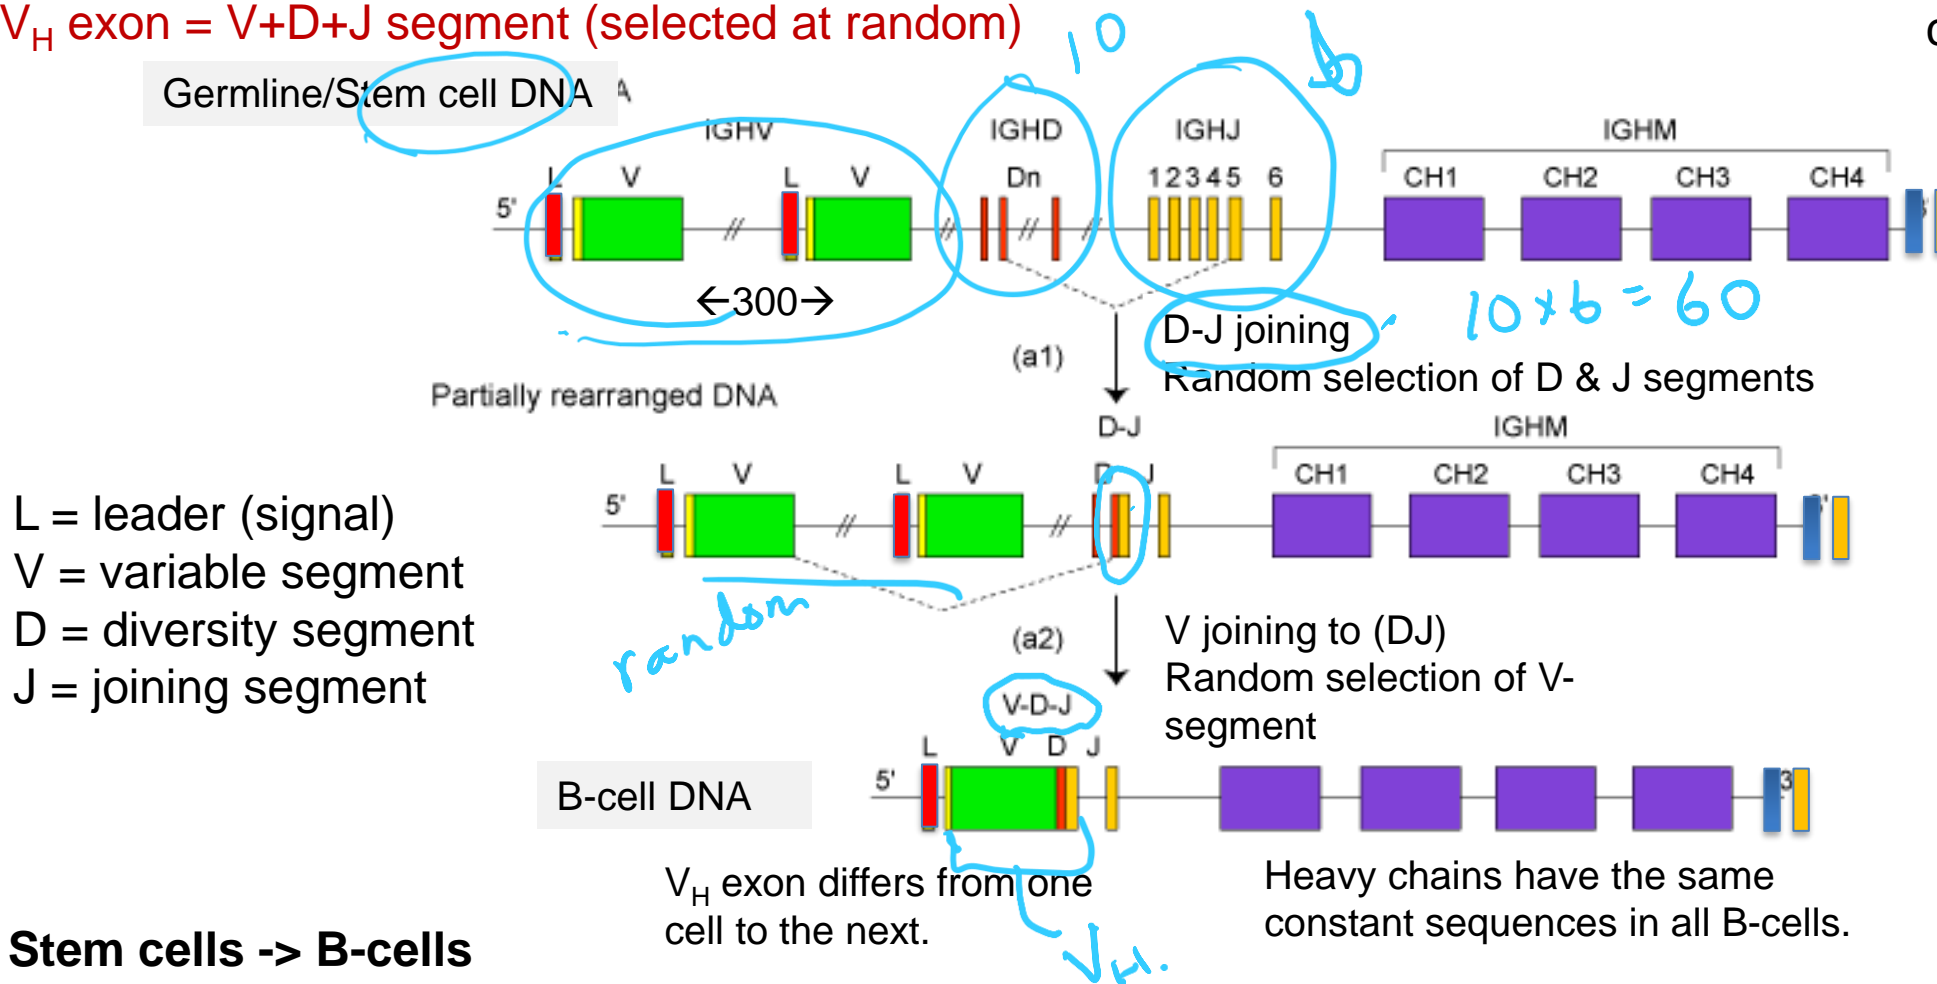 V_H exon = V+D+J segment (selected at random)
10
6
Germline/Stem cell DNA A
IGHV IGHD IGHJ IGHM
L V L V Dn 1 2 3 4 5 6 CH1 CH2 CH3 CH4
5'
←300→
10 x 6 = 60
D-J joining
(a1)
Random selection of D & J segments
Partially rearranged DNA
D-J
IGHM
L V L V D J CH1 CH2 CH3 CH4
5'
L = leader (signal)
V = variable segment
D = diversity segment
J = joining segment
random
(a2)
V joining to (DJ)
Random selection of V-
segment
V-D-J
L V D J
5' 3
B-cell DNA
V_H exon differs from one
cell to the next.
Heavy chains have the same
constant sequences in all B-cells.
Stem cells -> B-cells
V_H.